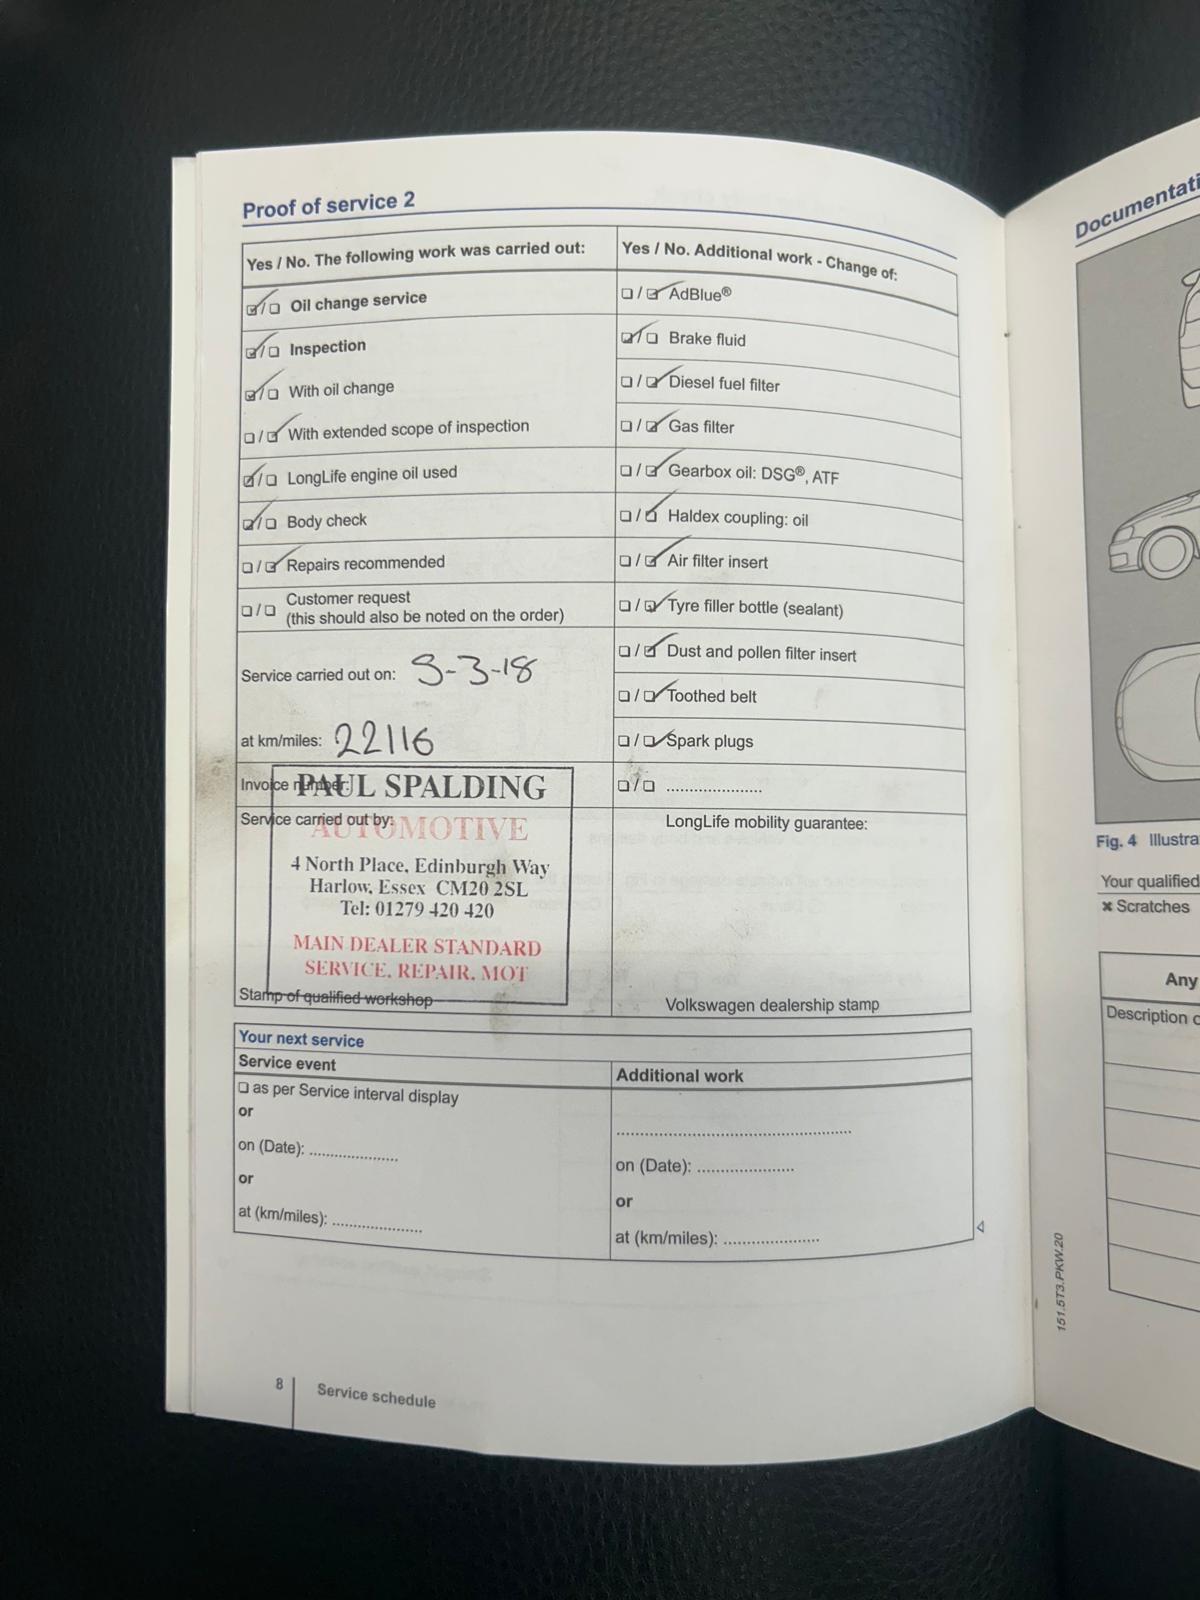 Proof of service 2
Yes / No. The following work was carried out:
☑/☐ Oil change service
☑/☐ Inspection
☑/☐ With oil change
☐/☑ With extended scope of inspection
☑/☐ LongLife engine oil used
☑/☐ Body check
☐/☑ Repairs recommended
☐/☐ Customer request
(this should also be noted on the order)
Service carried out on: 9-3-18
at km/miles: 22116
Invoice number:
Service carried out by:
PAUL SPALDING
AUTOMOTIVE
4 North Place, Edinburgh Way
Harlow, Essex CM20 2SL
Tel: 01279 420 420
MAIN DEALER STANDARD
SERVICE, REPAIR, MOT
Stamp of qualified workshop
Yes / No. Additional work - Change of:
☐/☑ AdBlue®
☑/☐ Brake fluid
☐/☑ Diesel fuel filter
☐/☑ Gas filter
☐/☑ Gearbox oil: DSG®, ATF
☐/☑ Haldex coupling: oil
☐/☑ Air filter insert
☐/☑ Tyre filler bottle (sealant)
☐/☑ Dust and pollen filter insert
☐/☑ Toothed belt
☐/☑ Spark plugs
☐/☐ .....................
LongLife mobility guarantee:
Volkswagen dealership stamp
Your next service
Service event
☐ as per Service interval display
or
on (Date): ....................
or
at (km/miles): ....................
Additional work
..................................................
on (Date): .....................
or
at (km/miles): .....................
8
Service schedule
Documentati
Fig. 4 Illustra
Your qualified
✖ Scratches
Any
Description o
151.5T3.PKW.20